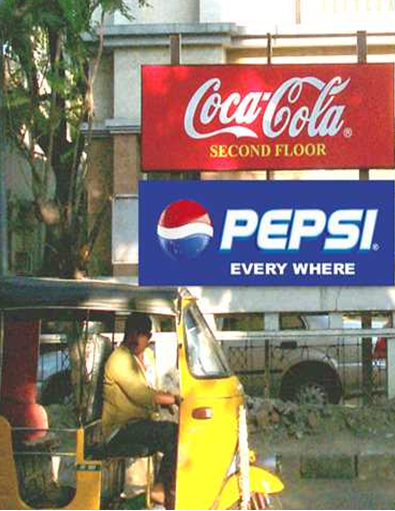 Coca-Cola®
SECOND FLOOR
PEPSI®
EVERY WHERE